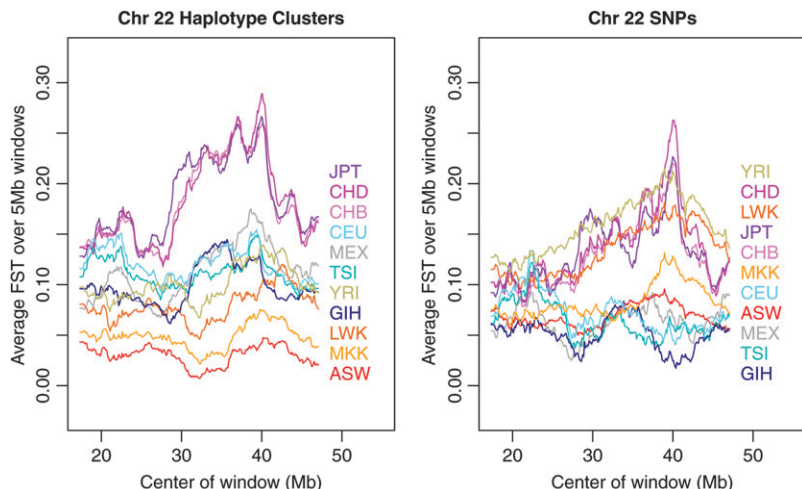 Chr 22 Haplotype Clusters
Average FST over 5Mb windows
0.30
0.20
0.10
0.00
JPT
CHD
CHB
CEU
MEX
TSI
YRI
GIH
LWK
MKK
ASW
20 30 40 50
Center of window (Mb)
Chr 22 SNPs
Average FST over 5Mb windows
0.30
0.20
0.10
0.00
YRI
CHD
LWK
JPT
CHB
MKK
CEU
ASW
MEX
TSI
GIH
20 30 40 50
Center of window (Mb)